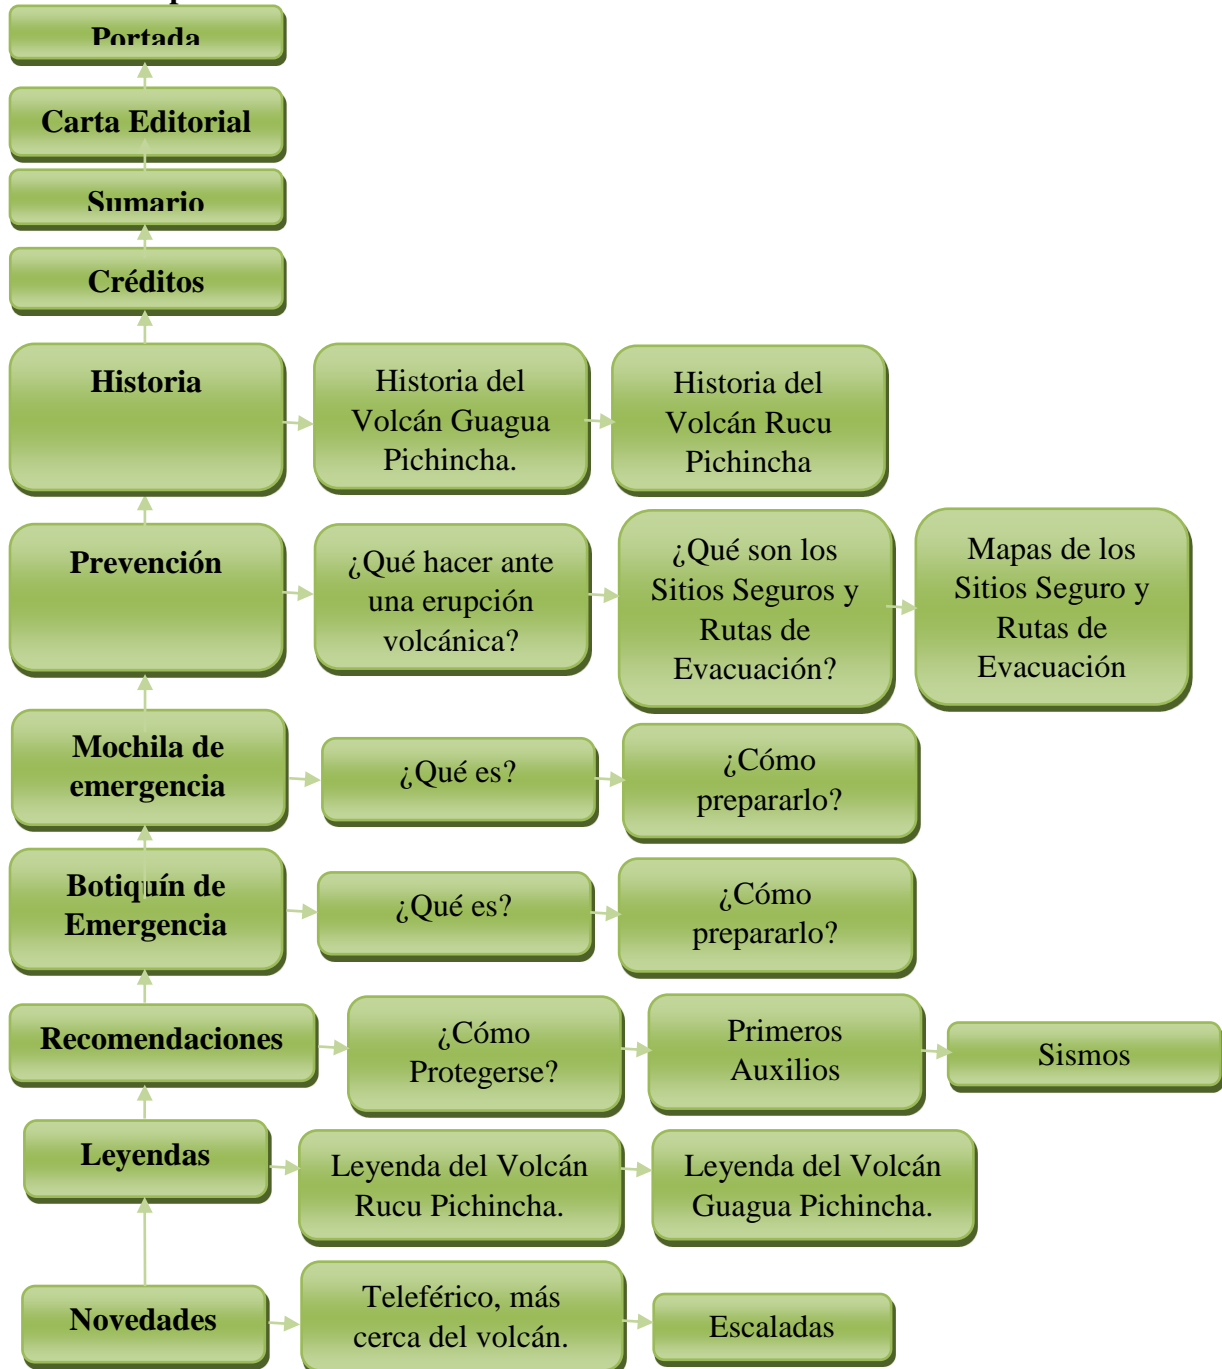 Portada
Carta Editorial
Sumario
Créditos
Historia
Historia del
Volcán Guagua
Pichincha.
Historia del
Volcán Rucu
Pichincha
Prevención
¿Qué hacer ante
una erupción
volcánica?
¿Qué son los
Sitios Seguros y
Rutas de
Evacuación?
Mapas de los
Sitios Seguro y
Rutas de
Evacuación
Mochila de
emergencia
¿Qué es?
¿Cómo
prepararlo?
Botiquín de
Emergencia
¿Qué es?
¿Cómo
prepararlo?
Recomendaciones
¿Cómo
Protegerse?
Primeros
Auxilios
Sismos
Leyendas
Leyenda del Volcán
Rucu Pichincha.
Leyenda del Volcán
Guagua Pichincha.
Novedades
Teleférico, más
cerca del volcán.
Escaladas